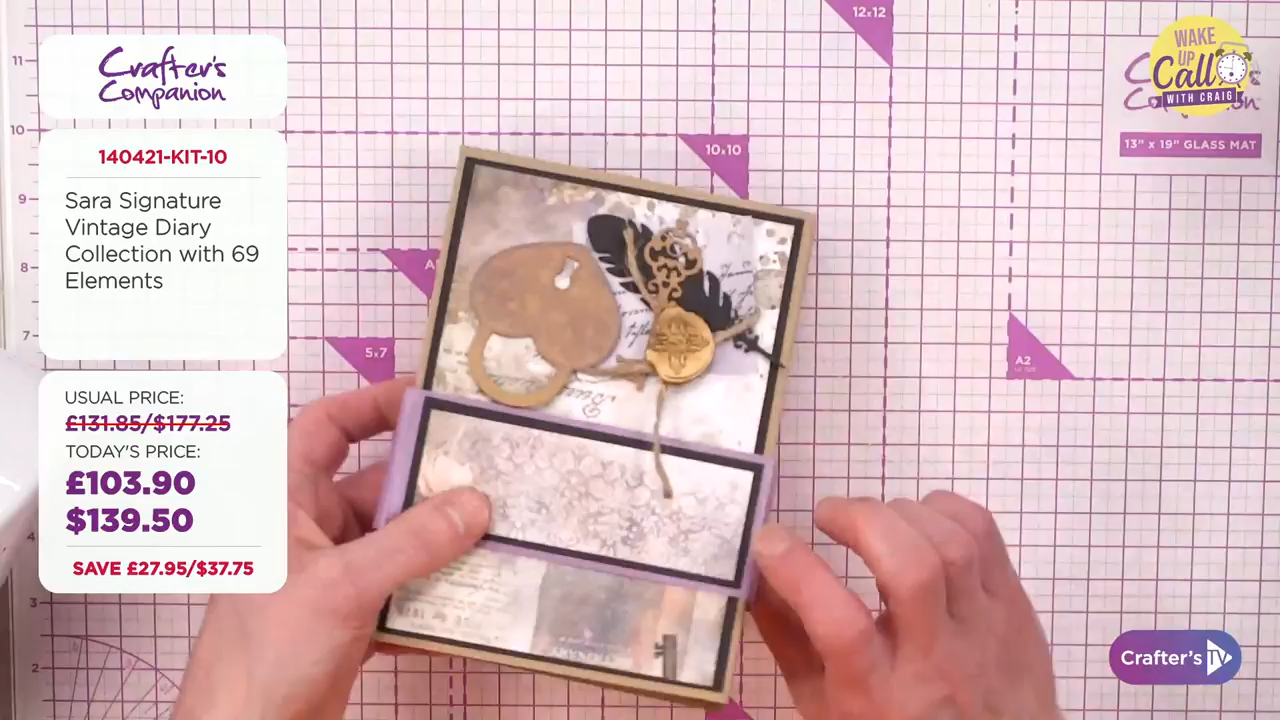 Crafter's
Companion
140421-KIT-10
Sara Signature
Vintage Diary
Collection with 69
Elements
USUAL PRICE:
£131.85/$177.25
TODAY'S PRICE:
£103.90
$139.50
SAVE £27.95/$37.75
WAKE
UP
Call
WITH CRAIG
13" x 19" GLASS MAT
12x12
10x10
5x7
A2
11
10
9
8
7
4
3
2
Crafter's TV